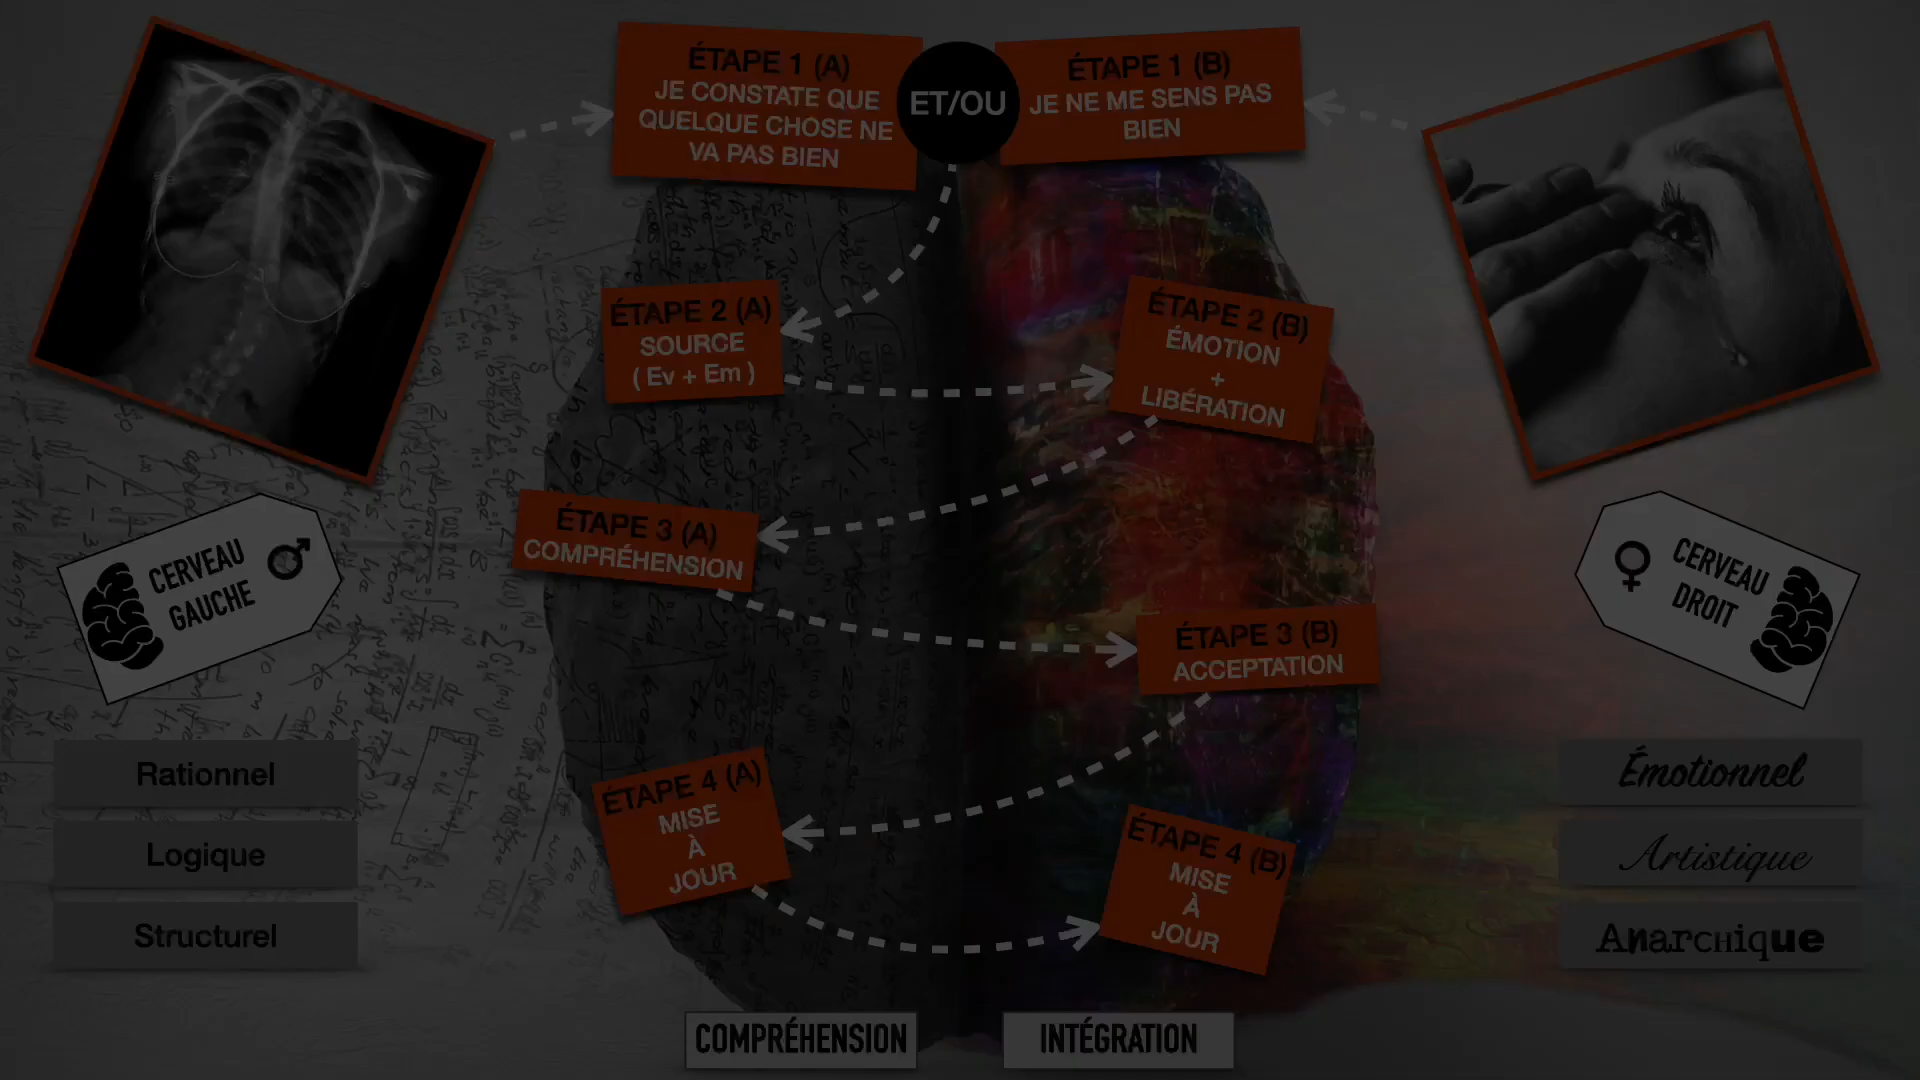 ÉTAPE 1 (A)
JE CONSTATE QUE
QUELQUE CHOSE NE
VA PAS BIEN
ET/OU
ÉTAPE 1 (B)
JE NE ME SENS PAS
BIEN
ÉTAPE 2 (A)
SOURCE
( Ev + Em )
ÉTAPE 2 (B)
ÉMOTION
+
LIBÉRATION
ÉTAPE 3 (A)
COMPRÉHENSION
ÉTAPE 3 (B)
ACCEPTATION
ÉTAPE 4 (A)
MISE
À
JOUR
ÉTAPE 4 (B)
MISE
À
JOUR
CERVEAU
GAUCHE
Rationnel
Logique
Structurel
CERVEAU
DROIT
Émotionnel
Artistique
Anarchique
COMPRÉHENSION
INTÉGRATION